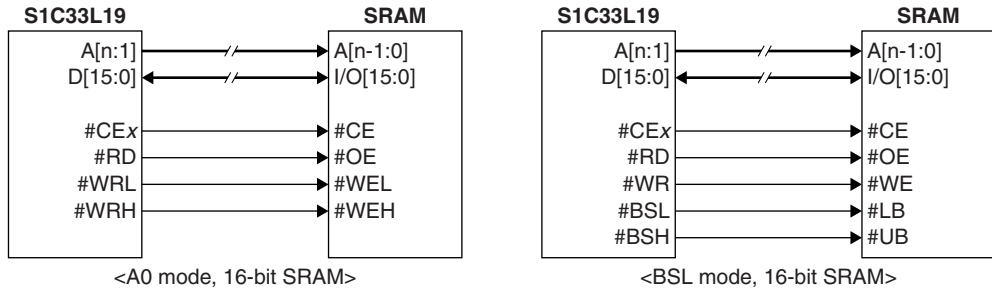 S1C33L19 SRAM
A[n:1] A[n-1:0]
D[15:0] I/O[15:0]
#CEx #CE
#RD #OE
#WRL #WEL
#WRH #WEH
<A0 mode, 16-bit SRAM>
S1C33L19 SRAM
A[n:1] A[n-1:0]
D[15:0] I/O[15:0]
#CEx #CE
#RD #OE
#WR #WE
#BSL #LB
#BSH #UB
<BSL mode, 16-bit SRAM>